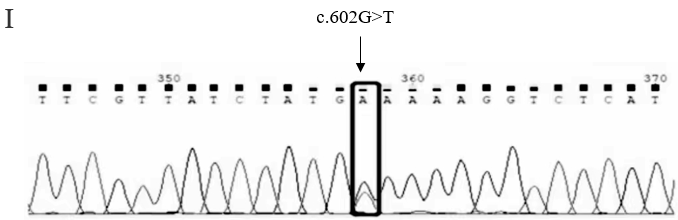 I
c.602G>T
350 360 370
T T C G T T A T C T A T G A A A A A G G T C T C A T